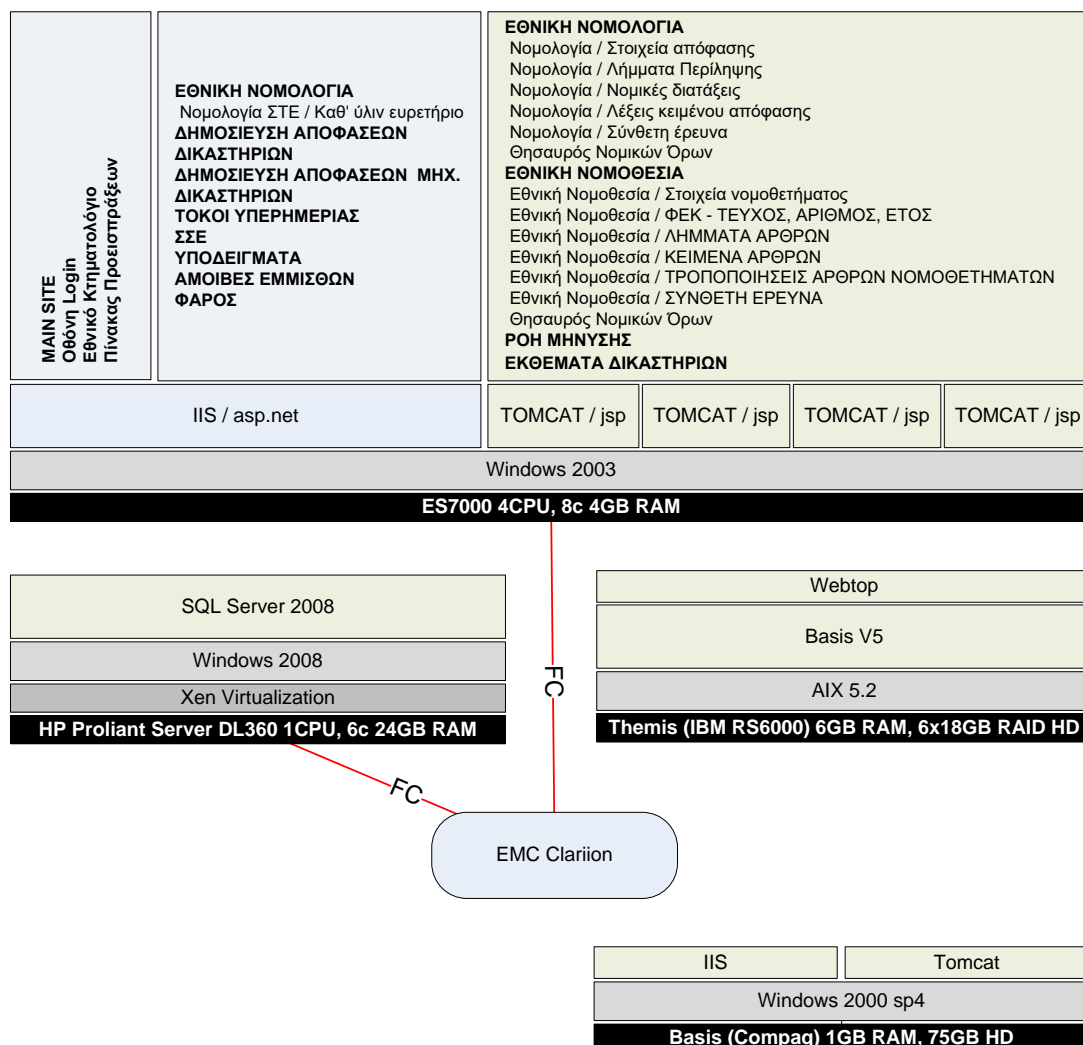 MAIN SITE
Οθόνη Login
Εθνικό Κτηματολόγιο
Πίνακας Προεισπράξεων
ΕΘΝΙΚΗ ΝΟΜΟΛΟΓΙΑ
Νομολογία ΣΤΕ / Καθ' ύλιν ευρετήριο
ΔΗΜΟΣΙΕΥΣΗ ΑΠΟΦΑΣΕΩΝ
ΔΙΚΑΣΤΗΡΙΩΝ
ΔΗΜΟΣΙΕΥΣΗ ΑΠΟΦΑΣΕΩΝ ΜΗΧ.
ΔΙΚΑΣΤΗΡΙΩΝ
ΤΟΚΟΙ ΥΠΕΡΗΜΕΡΙΑΣ
ΣΣΕ
ΥΠΟΔΕΙΓΜΑΤΑ
ΑΜΟΙΒΕΣ ΕΜΜΙΣΘΩΝ
ΦΑΡΟΣ
ΕΘΝΙΚΗ ΝΟΜΟΛΟΓΙΑ
Νομολογία / Στοιχεία απόφασης
Νομολογία / Λήμματα Περίληψης
Νομολογία / Νομικές διατάξεις
Νομολογία / Λέξεις κειμένου απόφασης
Νομολογία / Σύνθετη έρευνα
Θησαυρός Νομικών Όρων
ΕΘΝΙΚΗ ΝΟΜΟΘΕΣΙΑ
Εθνική Νομοθεσία / Στοιχεία νομοθετήματος
Εθνική Νομοθεσία / ΦΕΚ - ΤΕΥΧΟΣ, ΑΡΙΘΜΟΣ, ΕΤΟΣ
Εθνική Νομοθεσία / ΛΗΜΜΑΤΑ ΑΡΘΡΩΝ
Εθνική Νομοθεσία / ΚΕΙΜΕΝΑ ΑΡΘΡΩΝ
Εθνική Νομοθεσία / ΤΡΟΠΟΠΟΙΗΣΕΙΣ ΑΡΘΡΩΝ ΝΟΜΟΘΕΤΗΜΑΤΩΝ
Εθνική Νομοθεσία / ΣΥΝΘΕΤΗ ΕΡΕΥΝΑ
Θησαυρός Νομικών Όρων
ΡΟΗ ΜΗΝΥΣΗΣ
ΕΚΘΕΜΑΤΑ ΔΙΚΑΣΤΗΡΙΩΝ
IIS / asp.net
TOMCAT / jsp
TOMCAT / jsp
TOMCAT / jsp
TOMCAT / jsp
Windows 2003
ES7000 4CPU, 8c 4GB RAM
SQL Server 2008
Windows 2008
Xen Virtualization
HP Proliant Server DL360 1CPU, 6c 24GB RAM
FC
Webtop
Basis V5
AIX 5.2
Themis (IBM RS6000) 6GB RAM, 6x18GB RAID HD
FC
EMC Clariion
IIS
Tomcat
Windows 2000 sp4
Basis (Compaq) 1GB RAM, 75GB HD